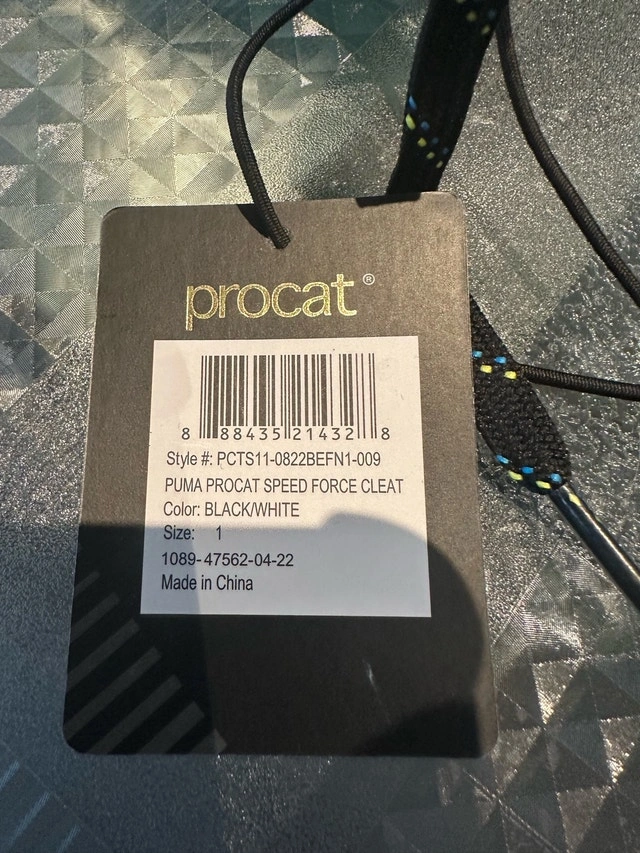 procat®
8 88435 21432 8
Style #: PCTS11-0822BEFN1-009
PUMA PROCAT SPEED FORCE CLEAT
Color: BLACK/WHITE
Size: 1
1089-47562-04-22
Made in China